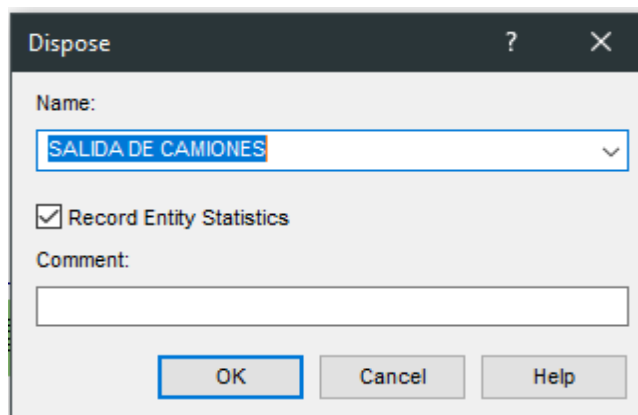 Dispose ? ×
Name:
SALIDA DE CAMIONES
Record Entity Statistics
Comment:
OK Cancel Help